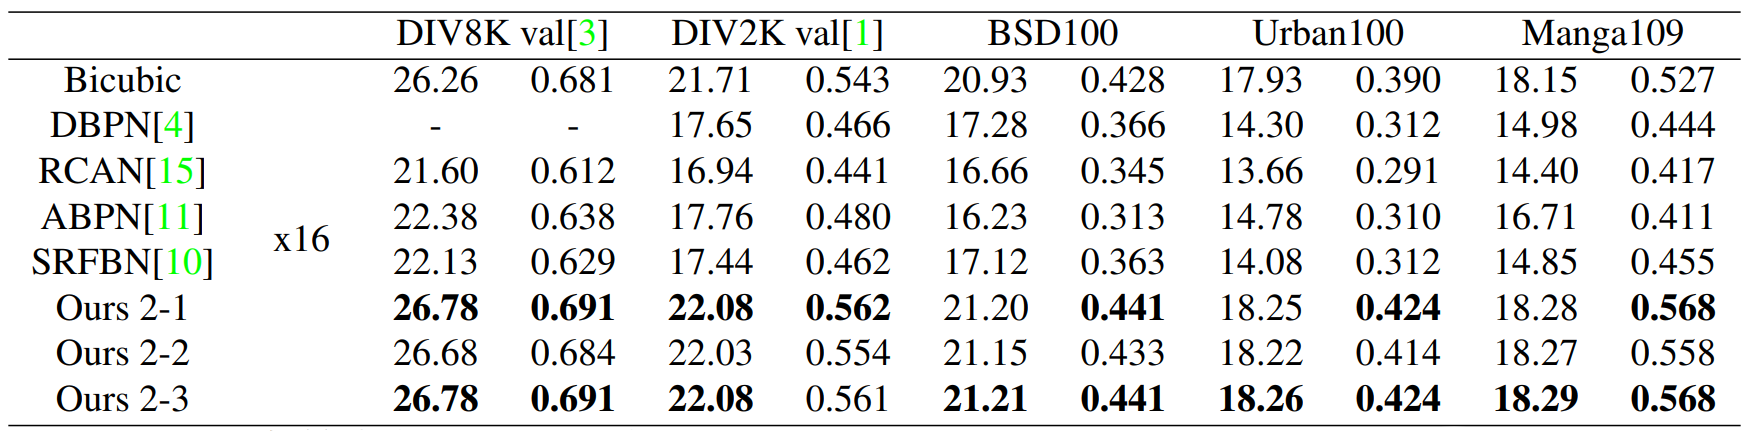 DIV8K val[3] DIV2K val[1] BSD100 Urban100 Manga109
Bicubic 26.26 0.681 21.71 0.543 20.93 0.428 17.93 0.390 18.15 0.527
DBPN[4] - - 17.65 0.466 17.28 0.366 14.30 0.312 14.98 0.444
RCAN[15] 21.60 0.612 16.94 0.441 16.66 0.345 13.66 0.291 14.40 0.417
ABPN[11] 22.38 0.638 17.76 0.480 16.23 0.313 14.78 0.310 16.71 0.411
x16
SRFBN[10] 22.13 0.629 17.44 0.462 17.12 0.363 14.08 0.312 14.85 0.455
Ours 2-1 26.78 0.691 22.08 0.562 21.20 0.441 18.25 0.424 18.28 0.568
Ours 2-2 26.68 0.684 22.03 0.554 21.15 0.433 18.22 0.414 18.27 0.558
Ours 2-3 26.78 0.691 22.08 0.561 21.21 0.441 18.26 0.424 18.29 0.568